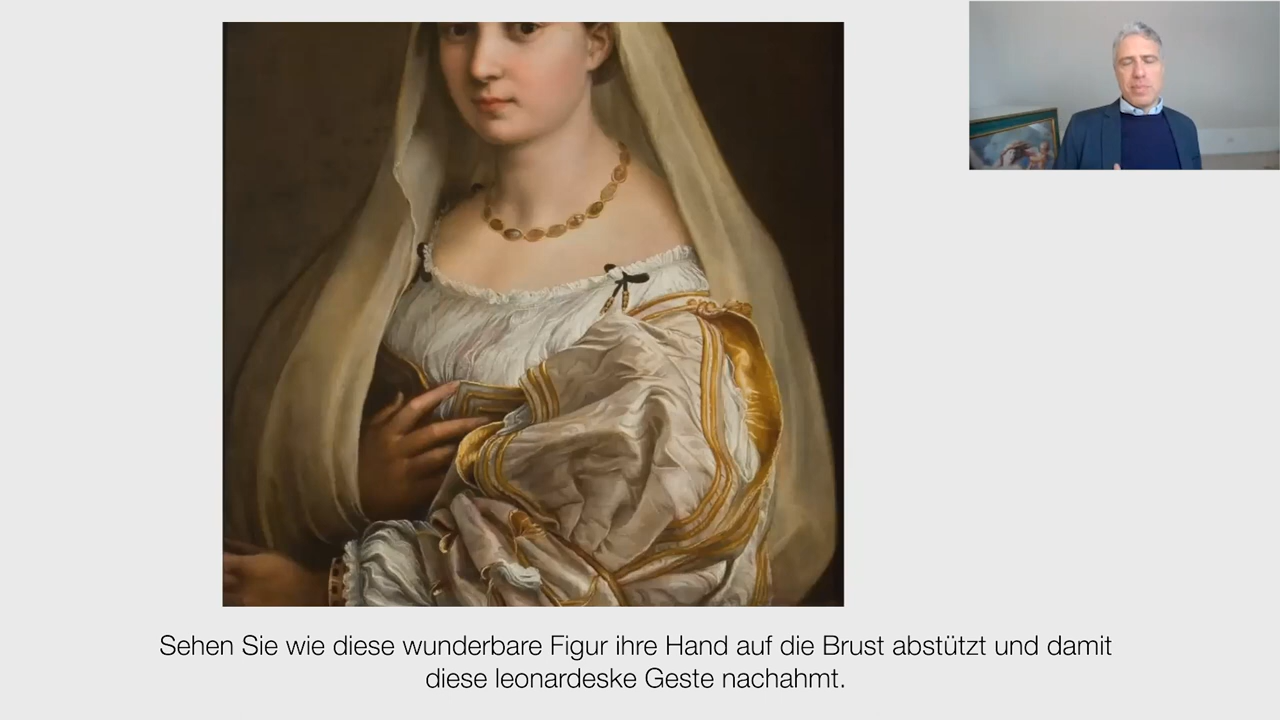 Sehen Sie wie diese wunderbare Figur ihre Hand auf die Brust abstützt und damit
diese leonardeske Geste nachahmt.